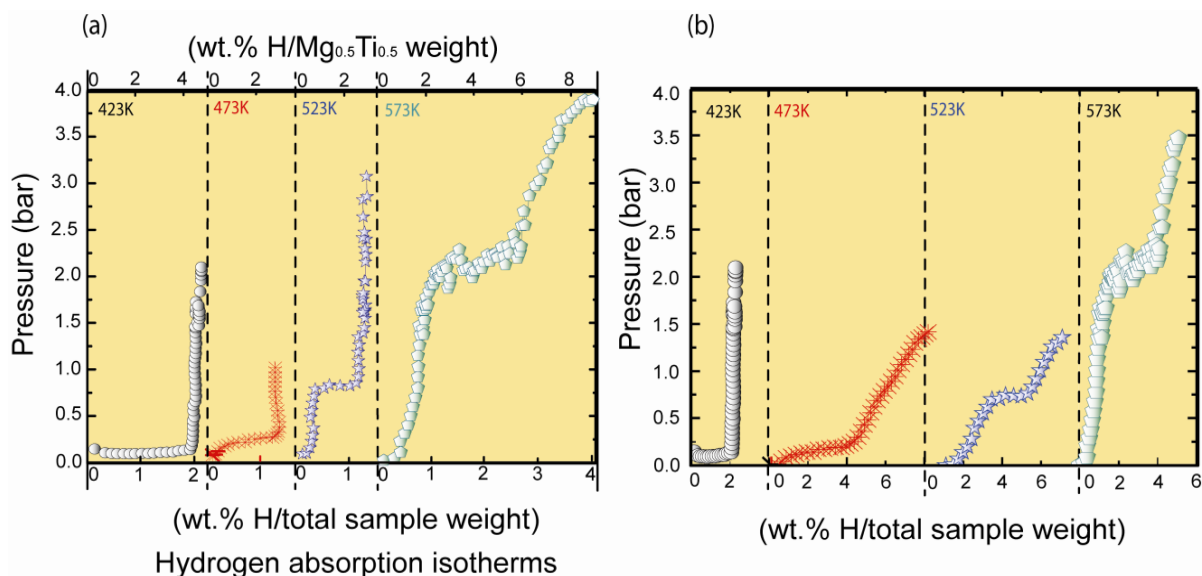 (a)
(wt.% H/Mg0.5Ti0.5 weight)
0 2 4 0 2 0 2 0 2 4 6 8
4.0
3.5
3.0
2.5
2.0
1.5
1.0
0.5
0.0
Pressure (bar)
423K 473K 523K 573K
0 1 2 0 1 0 1 0 1 2 3 4
(wt.% H/total sample weight)
Hydrogen absorption isotherms
(b)
4.0
3.5
3.0
2.5
2.0
1.5
1.0
0.5
0.0
Pressure (bar)
423K 473K 523K 573K
0 2 0 2 4 6 0 2 4 6 0 2 4 6
(wt.% H/total sample weight)